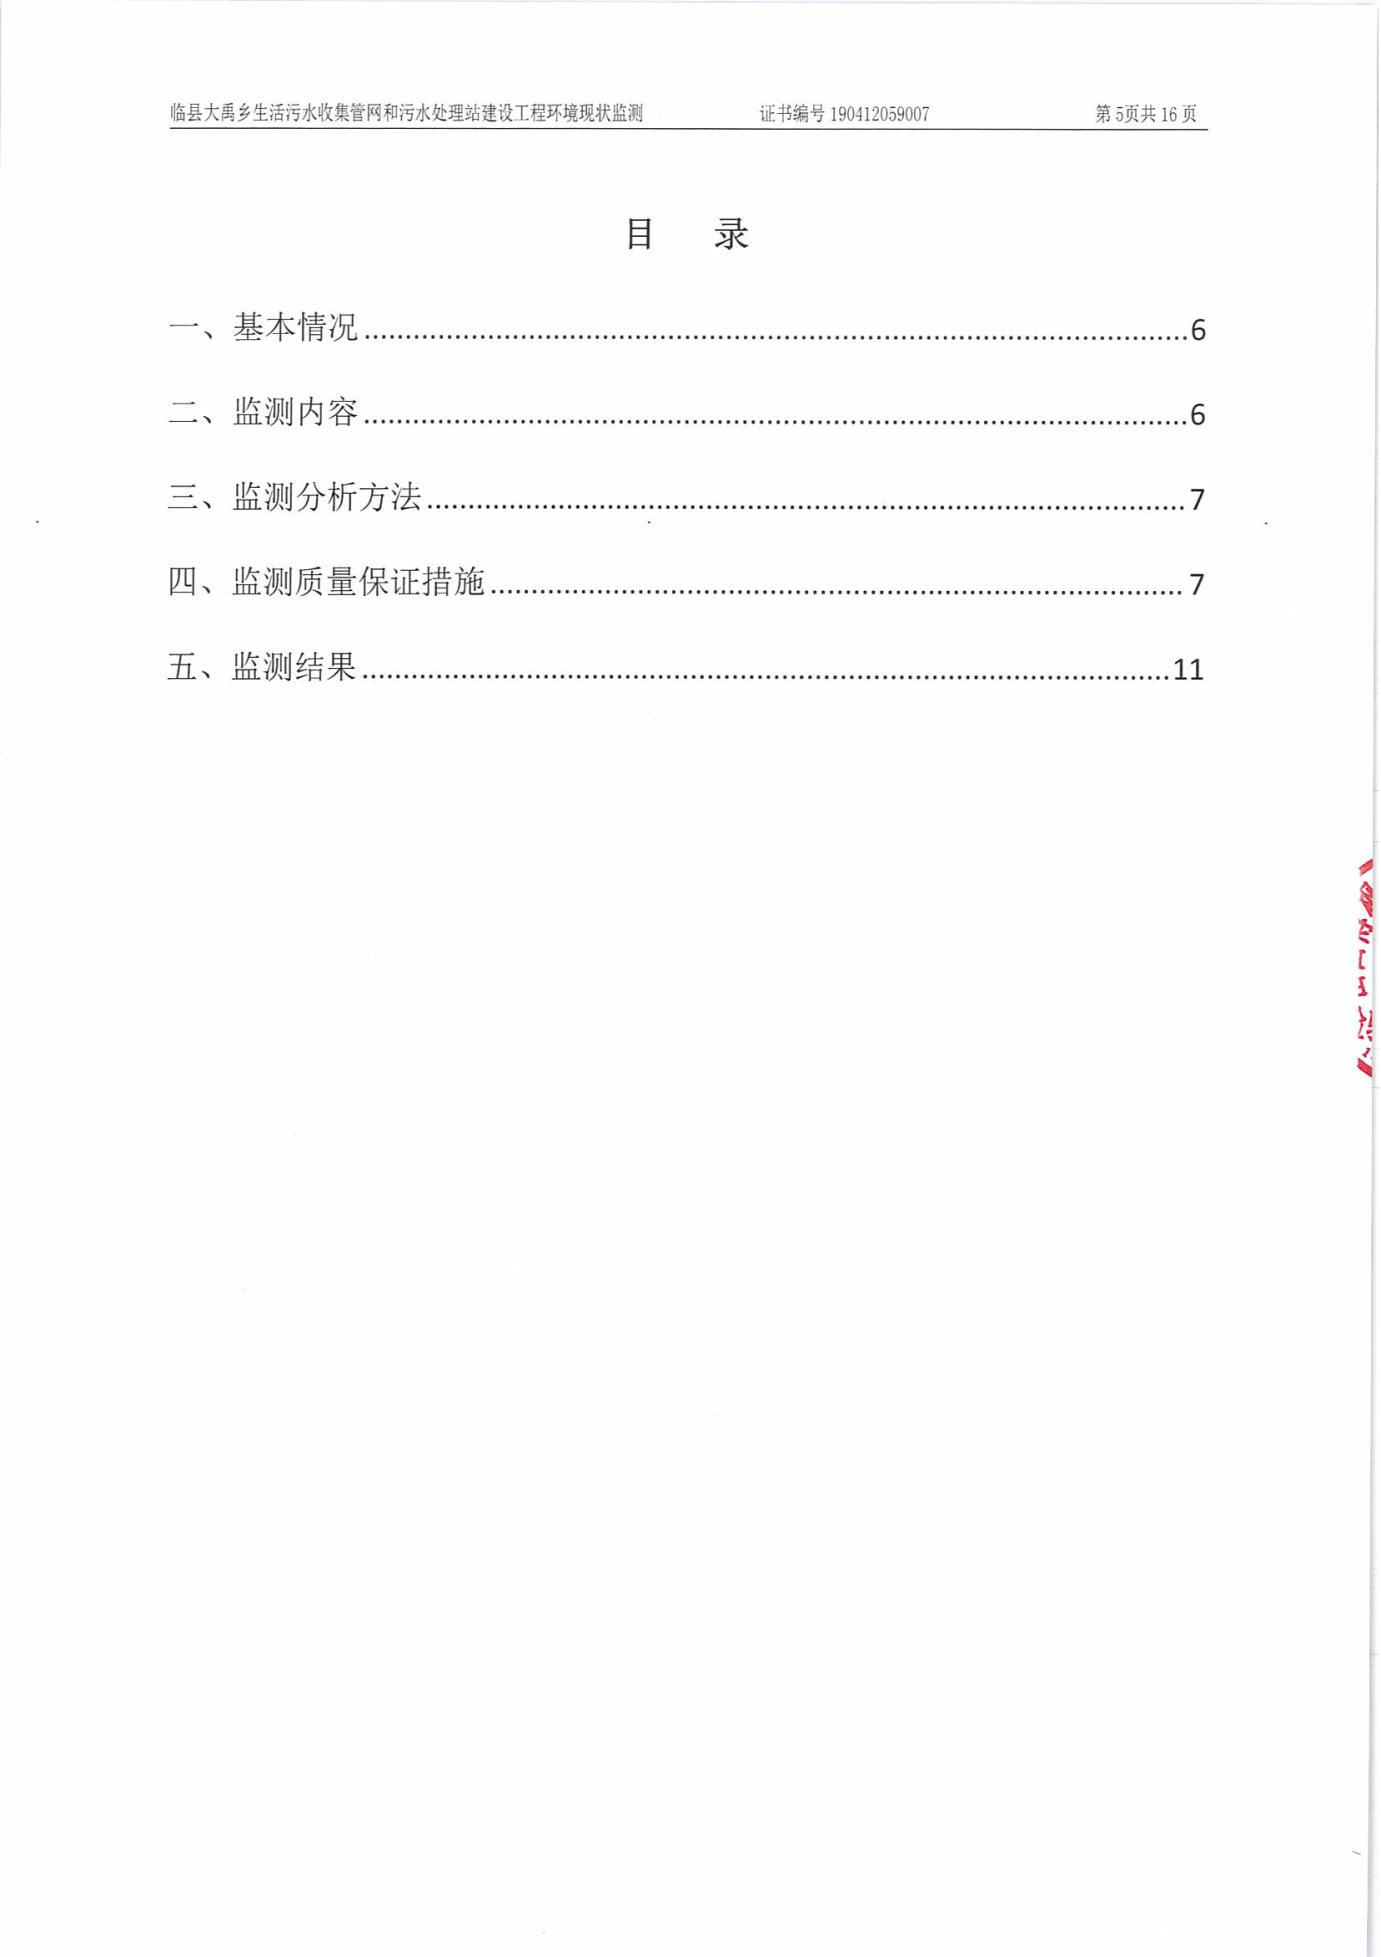 临县大禹乡生活污水收集管网和污水处理站建设工程环境现状监测 证书编号 190412059007 第 5页共 16 页
目 录
一、基本情况........................................................................................................6
二、监测内容........................................................................................................6
三、监测分析方法................................................................................................7
四、监测质量保证措施........................................................................................7
五、监测结果......................................................................................................11